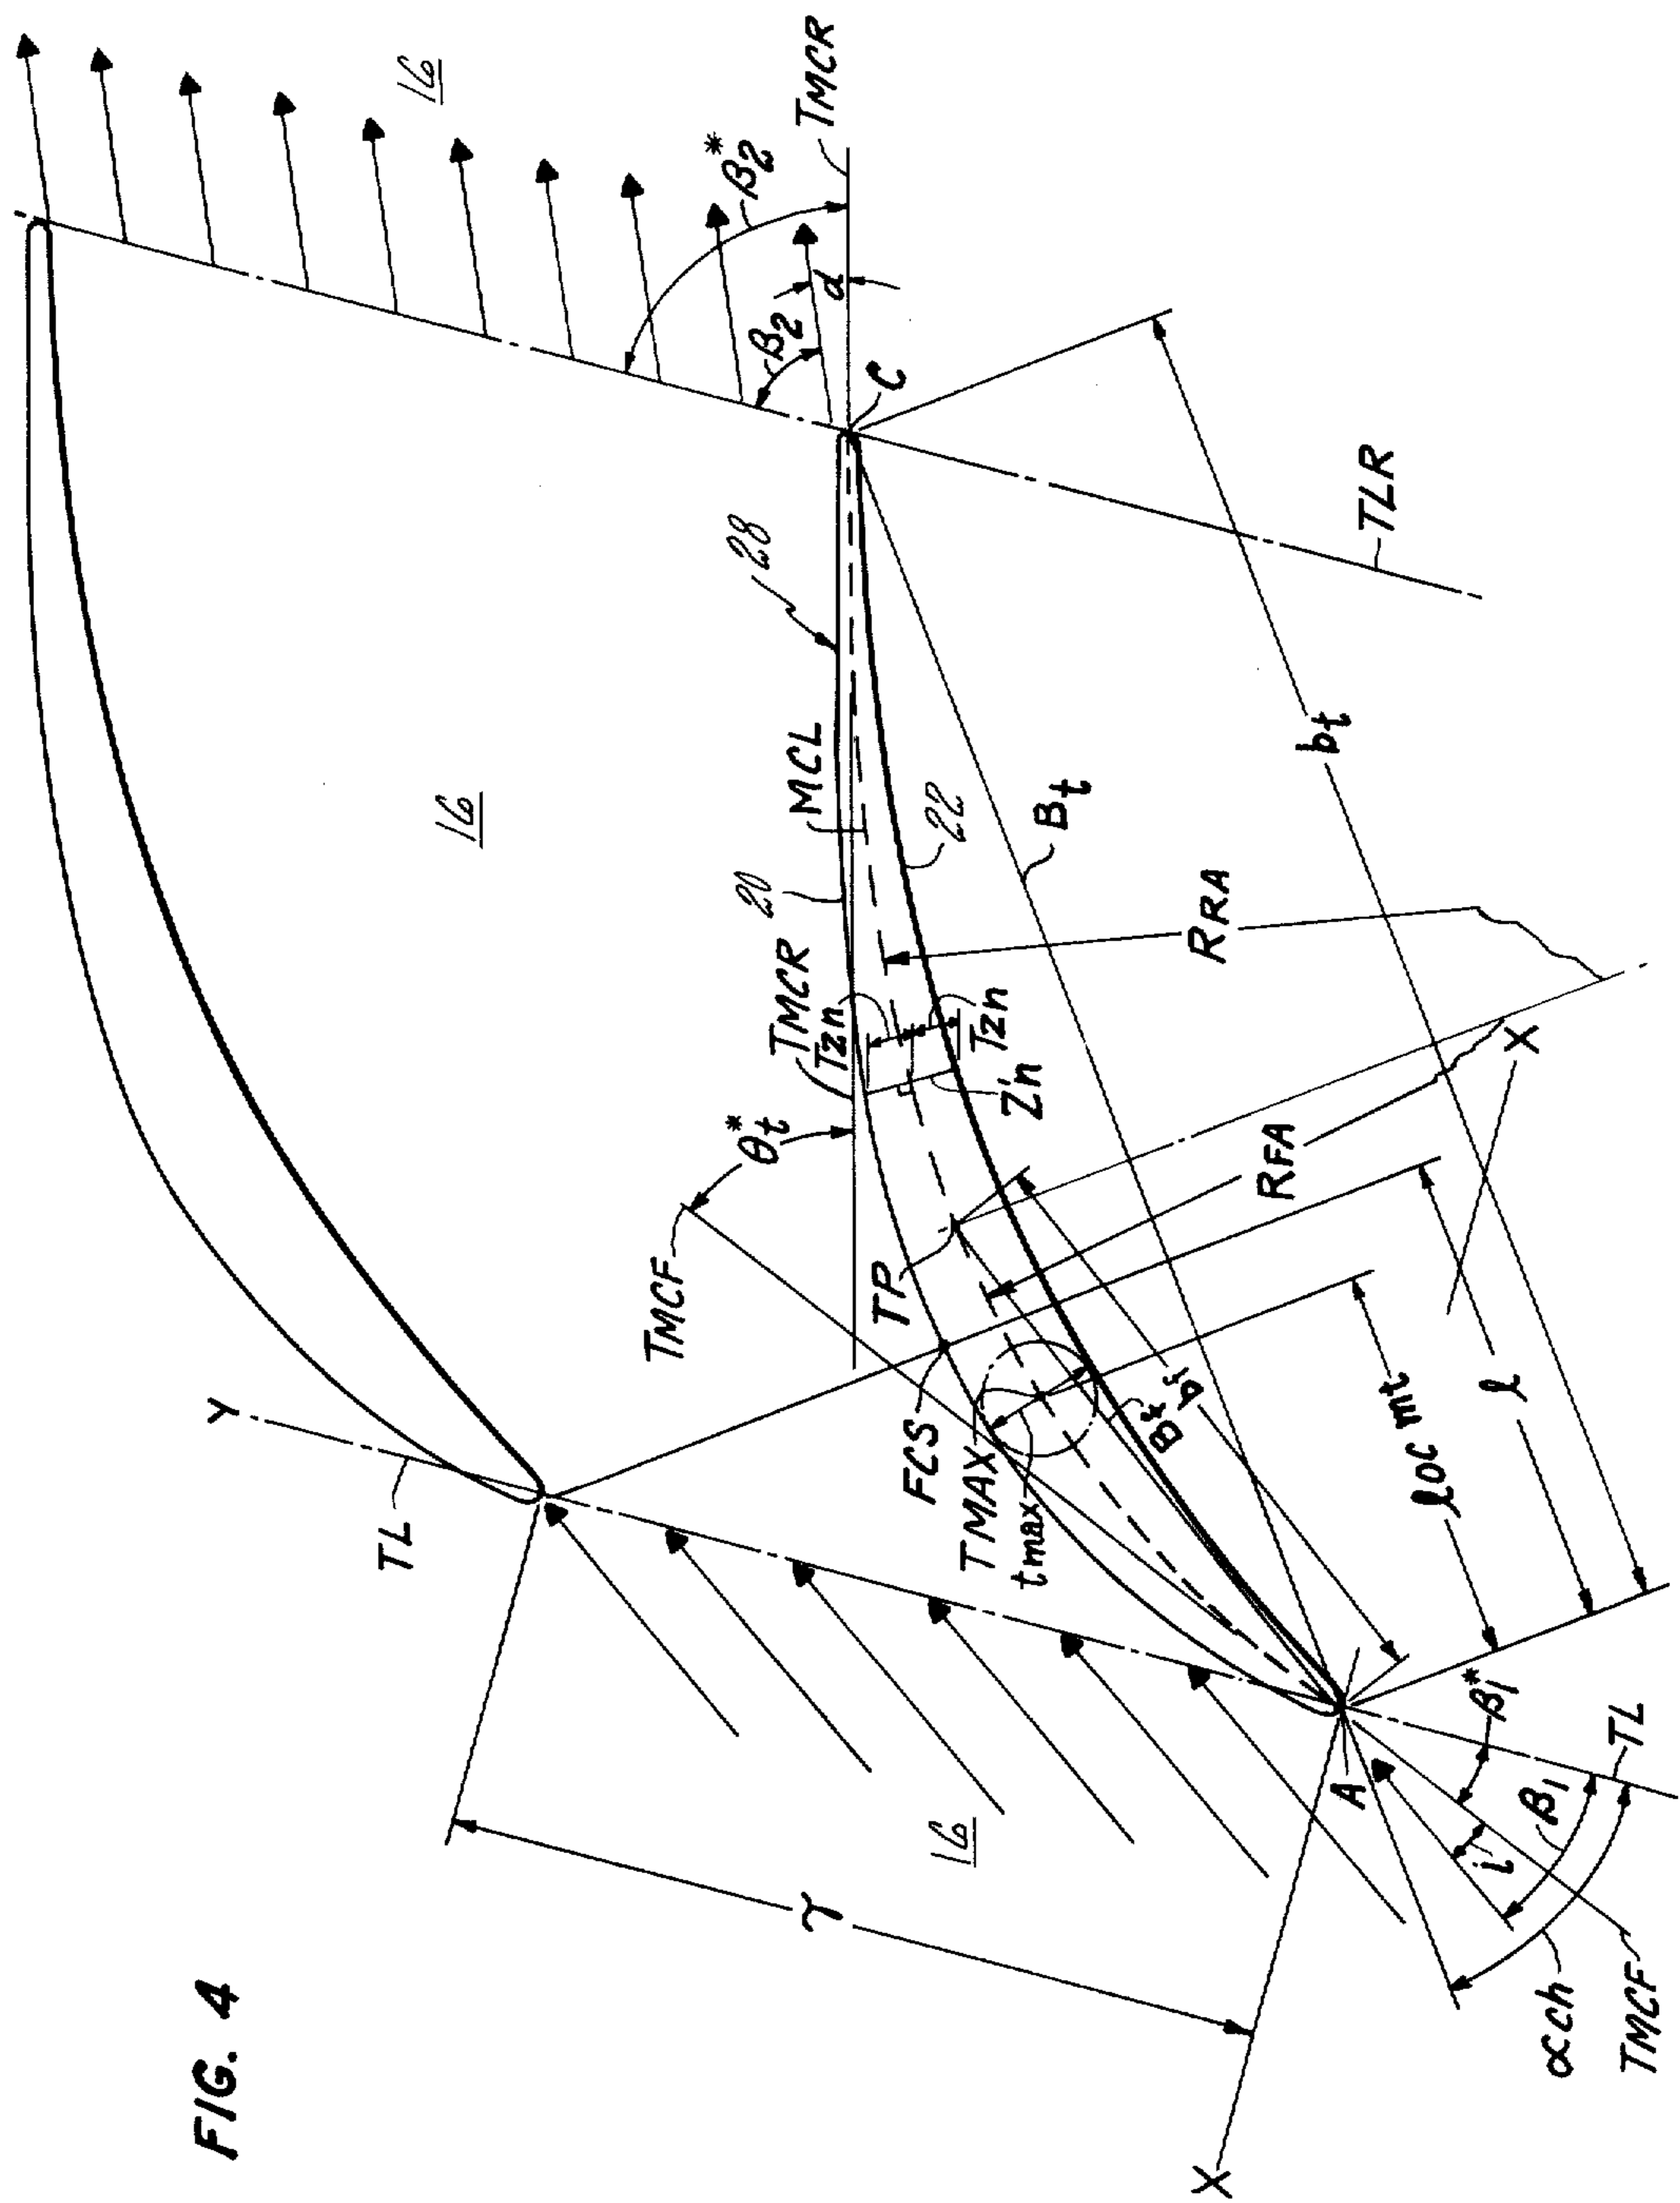 FIG. 4
16
TMCR
β2*
β2
d
C
28
16
MCL
20
22
Bt
bt
TLR
TMCR
Tzn
Tzn
Z'n
RRA
θt*
TMCF
TP
RFA
X
FCS
TMAX
tmax
l
loc mt
Y
TL
16
τ
A
β1*
TL
β1
i
αch
TMCF
X